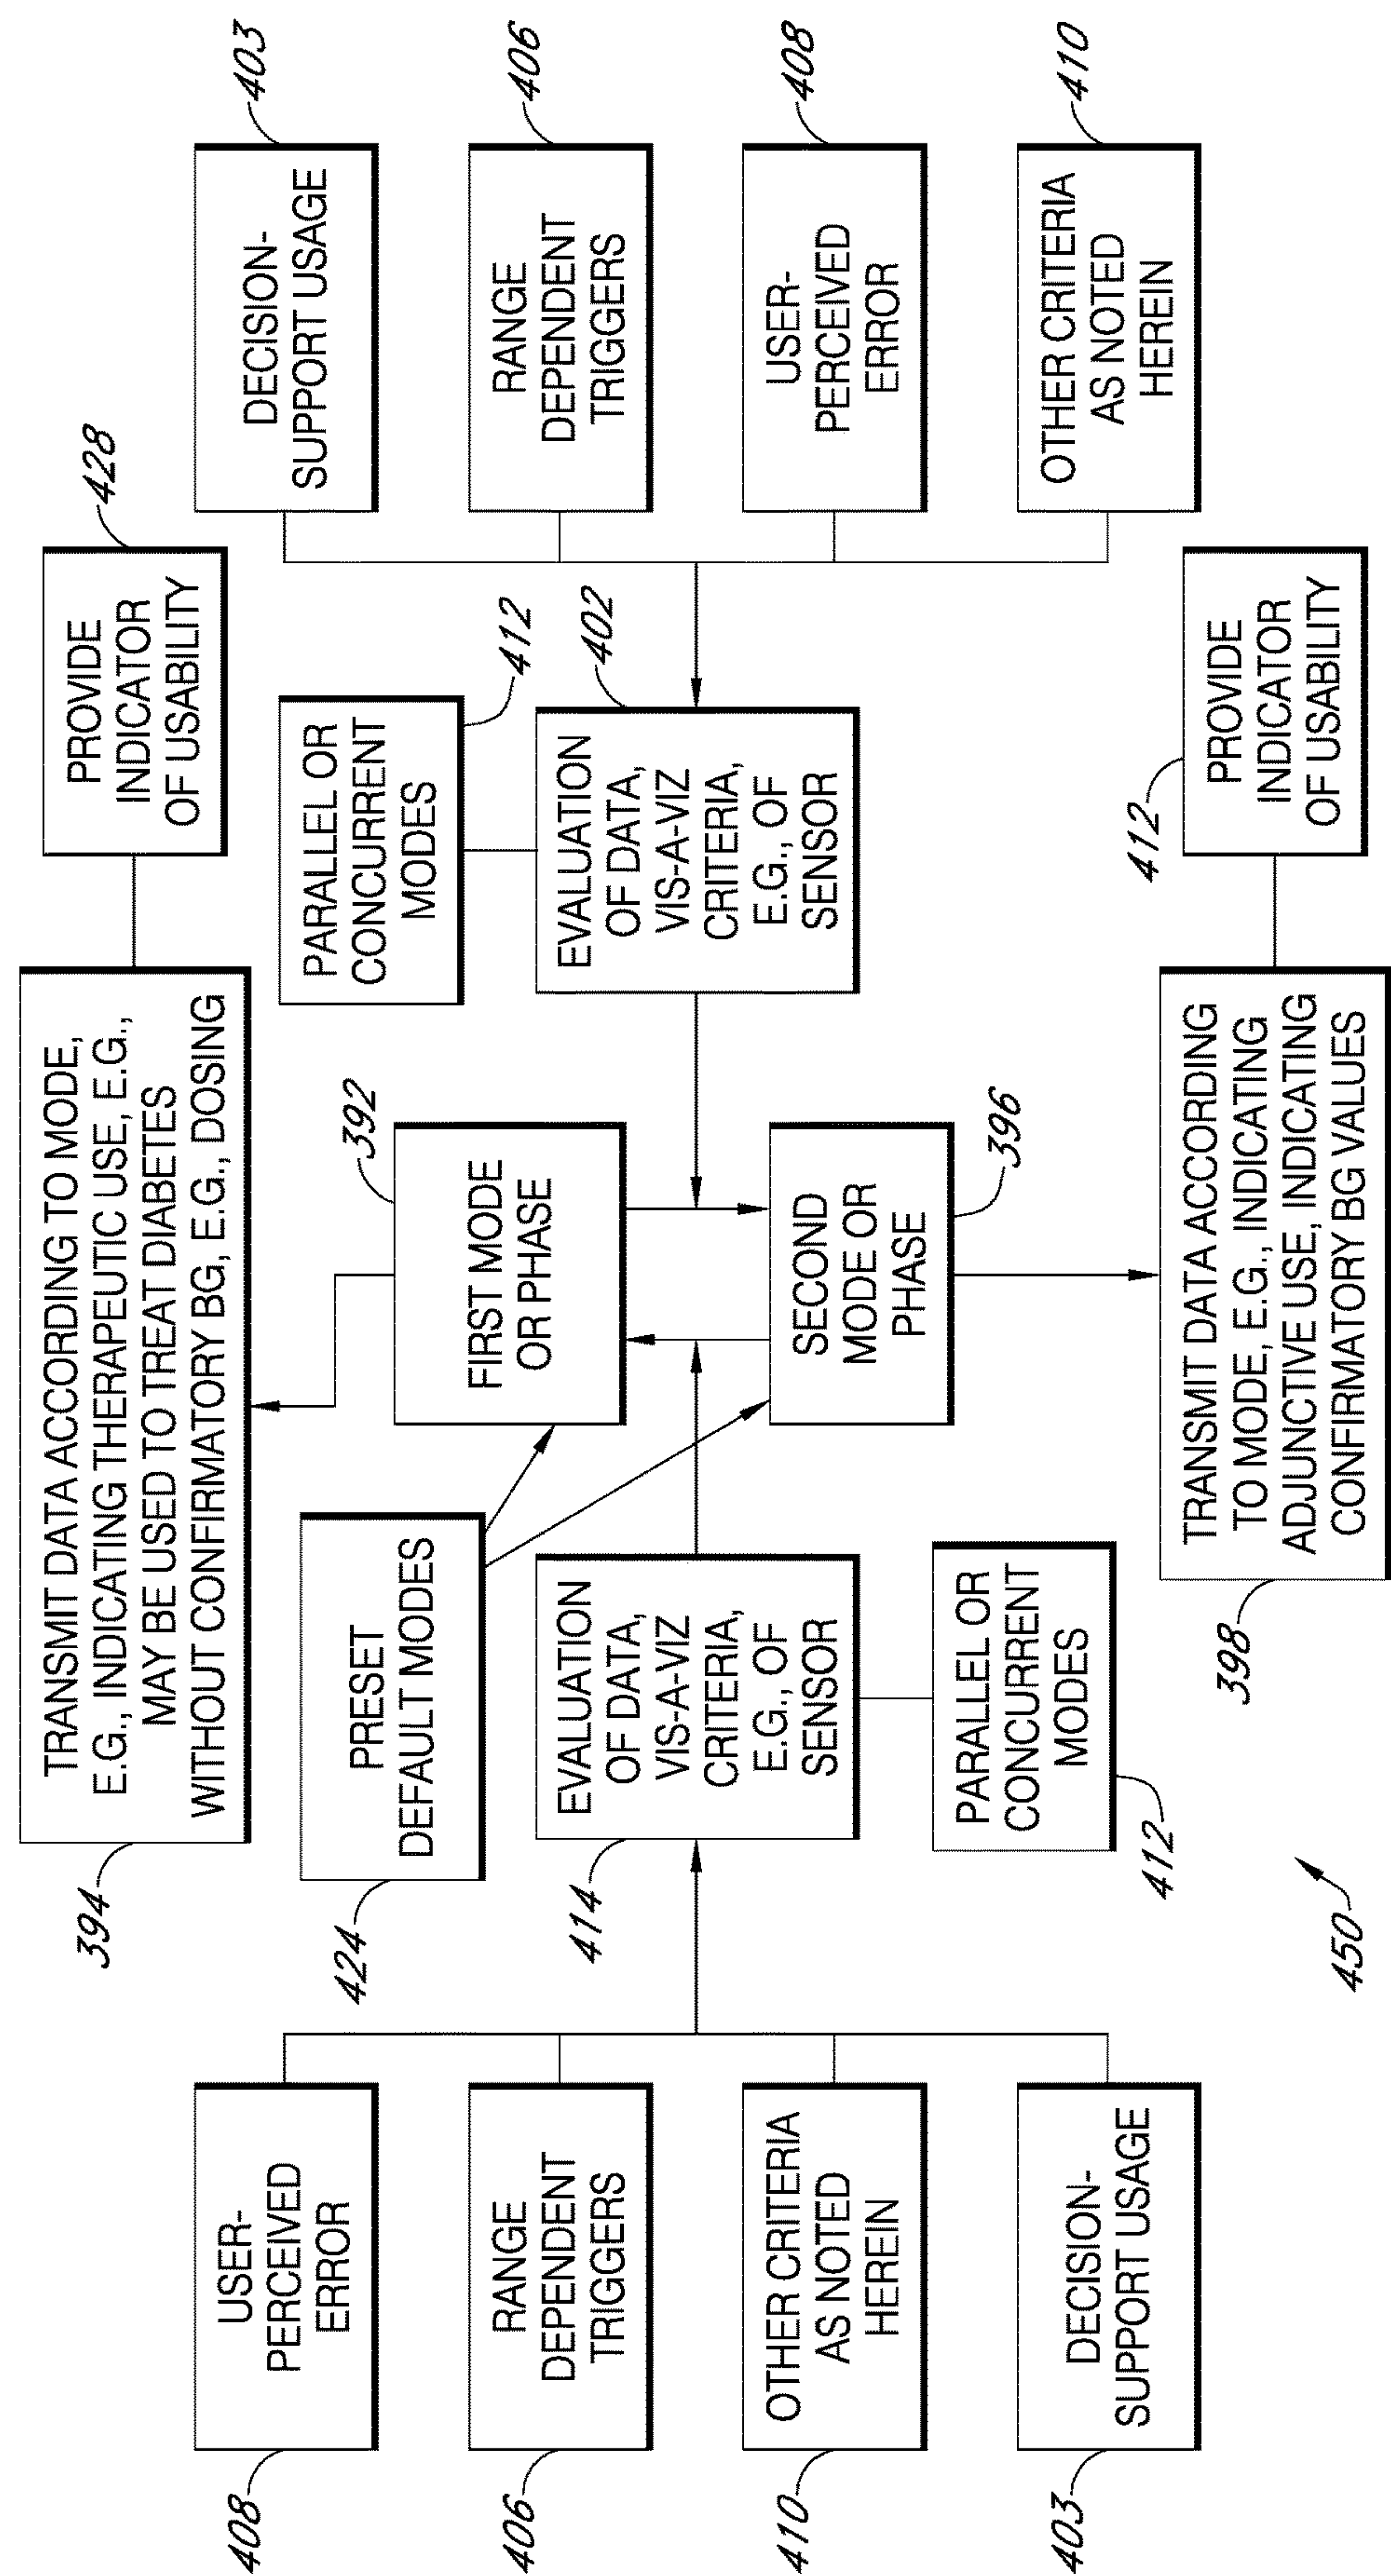 TRANSMIT DATA ACCORDING TO MODE,
E.G., INDICATING THERAPEUTIC USE, E.G.,
MAY BE USED TO TREAT DIABETES
WITHOUT CONFIRMATORY BG, E.G., DOSING
394
PROVIDE
INDICATOR
OF USABILITY
428
USER-
PERCEIVED
ERROR
408
RANGE
DEPENDENT
TRIGGERS
406
OTHER CRITERIA
AS NOTED
HEREIN
410
DECISION-
SUPPORT USAGE
403
PRESET
DEFAULT MODES
424
EVALUATION
OF DATA,
VIS-A-VIZ
CRITERIA,
E.G., OF
SENSOR
414
PARALLEL OR
CONCURRENT
MODES
412
FIRST MODE
OR PHASE
392
SECOND
MODE OR
PHASE
396
PARALLEL OR
CONCURRENT
MODES
412
EVALUATION
OF DATA,
VIS-A-VIZ
CRITERIA,
E.G., OF
SENSOR
402
DECISION-
SUPPORT USAGE
403
RANGE
DEPENDENT
TRIGGERS
406
USER-
PERCEIVED
ERROR
408
OTHER CRITERIA
AS NOTED
HEREIN
410
TRANSMIT DATA ACCORDING
TO MODE, E.G., INDICATING
ADJUNCTIVE USE, INDICATING
CONFIRMATORY BG VALUES
398
PROVIDE
INDICATOR
OF USABILITY
412
450